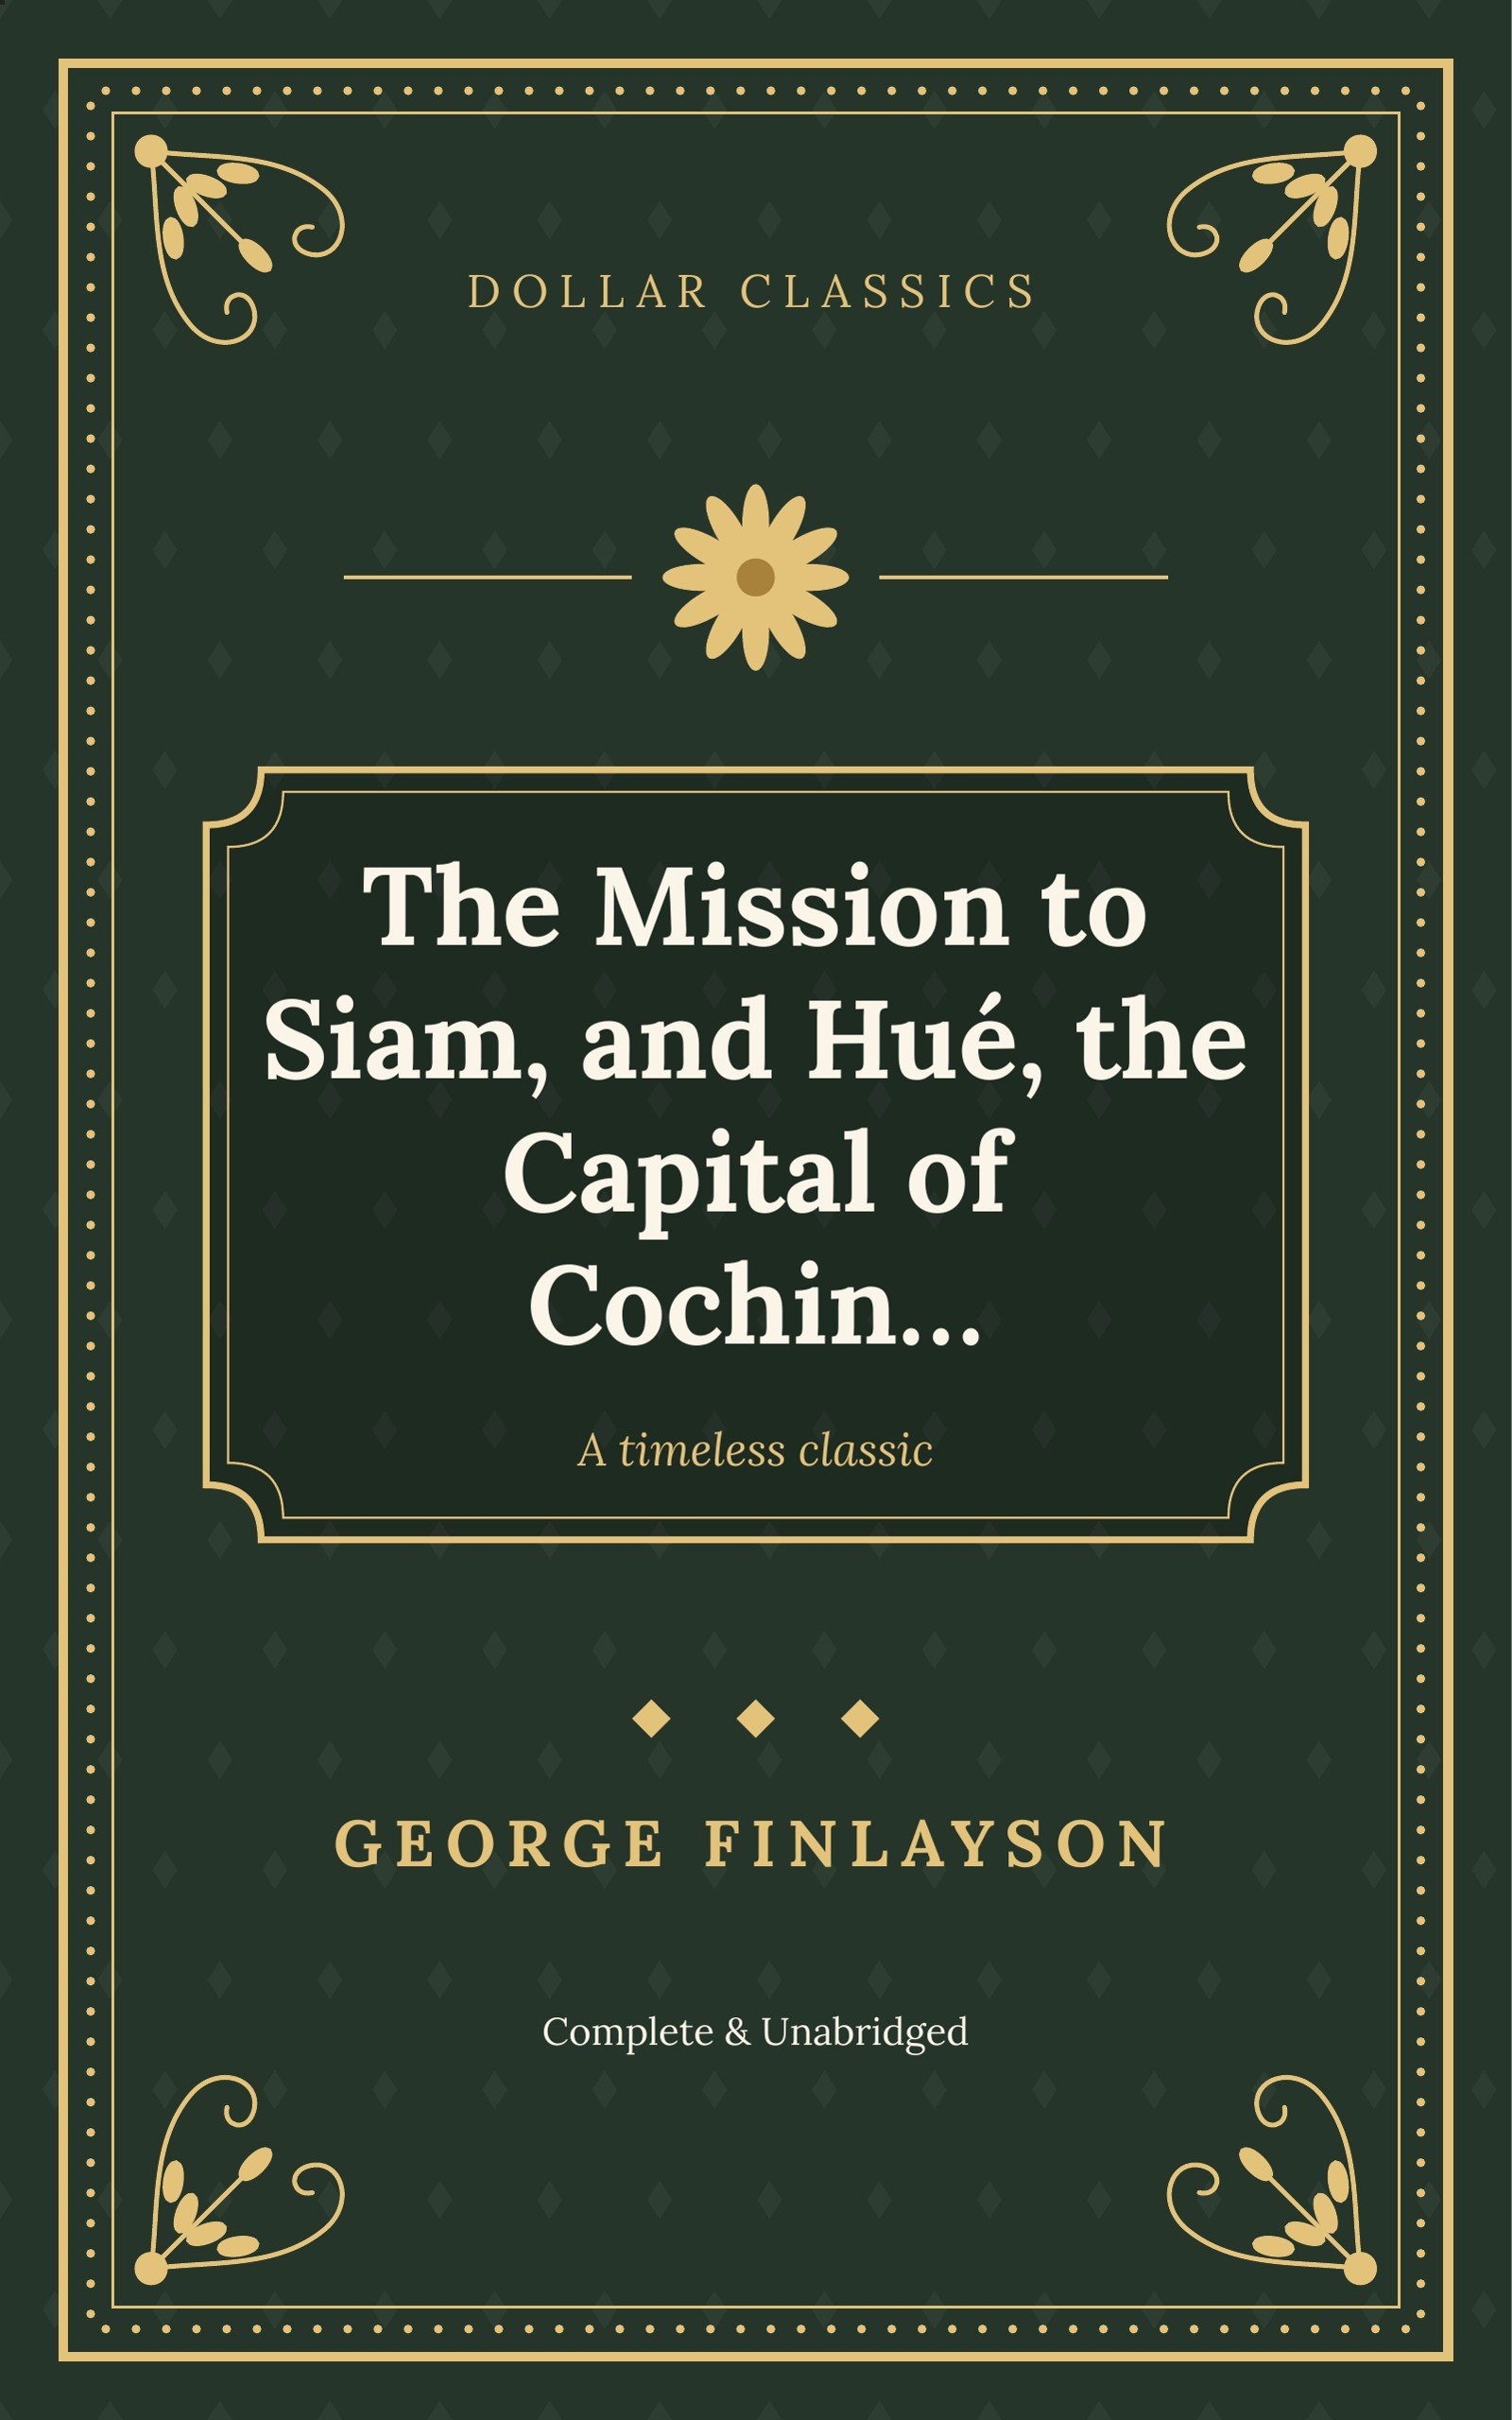 DOLLAR CLASSICS
The Mission to
Siam, and Hué, the
Capital of
Cochin...
A timeless classic
GEORGE FINLAYSON
Complete & Unabridged